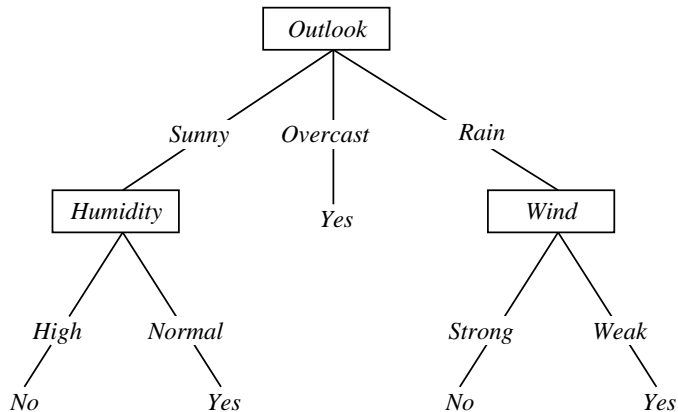 Outlook
Sunny Overcast Rain
Humidity Yes Wind
High Normal Strong Weak
No Yes No Yes